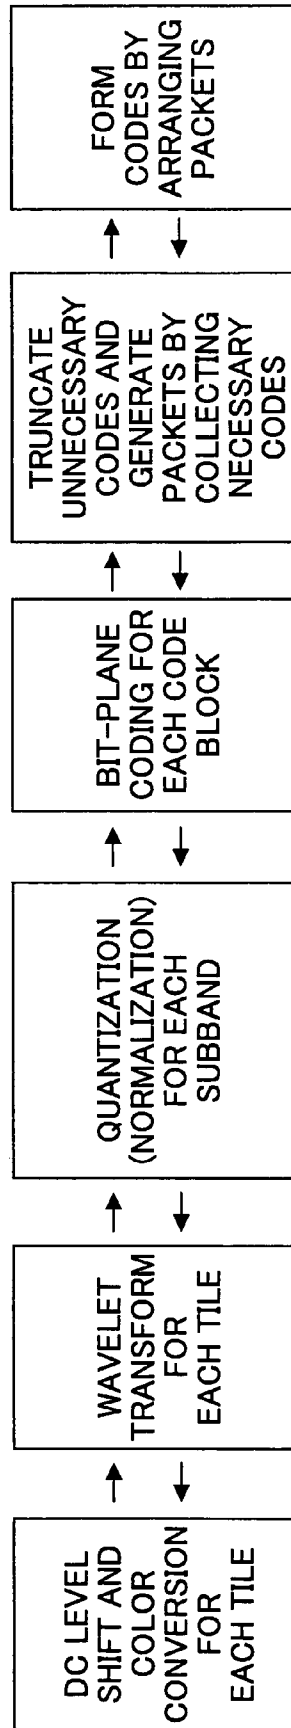 DC LEVEL
SHIFT AND
COLOR
CONVERSION
FOR
EACH TILE
WAVELET
TRANSFORM
FOR
EACH TILE
QUANTIZATION
(NORMALIZATION)
FOR EACH
SUBBAND
BIT-PLANE
CODING FOR
EACH CODE
BLOCK
TRUNCATE
UNNECESSARY
CODES AND
GENERATE
PACKETS BY
COLLECTING
NECESSARY
CODES
FORM
CODES BY
ARRANGING
PACKETS